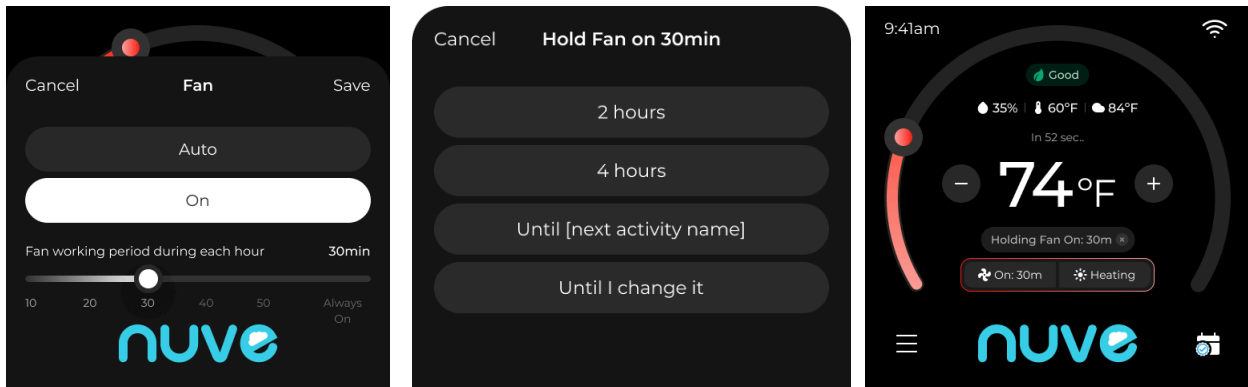 Cancel Fan Save
Auto
On
Fan working period during each hour 30min
10 20 30 40 50 Always On
nuve
Cancel Hold Fan on 30min
2 hours
4 hours
Until [next activity name]
Until I change it
9:41am
Good
35% 60°F 84°F
In 52 sec..
− 74°F +
Holding Fan On: 30m ×
On: 30m Heating
nuve